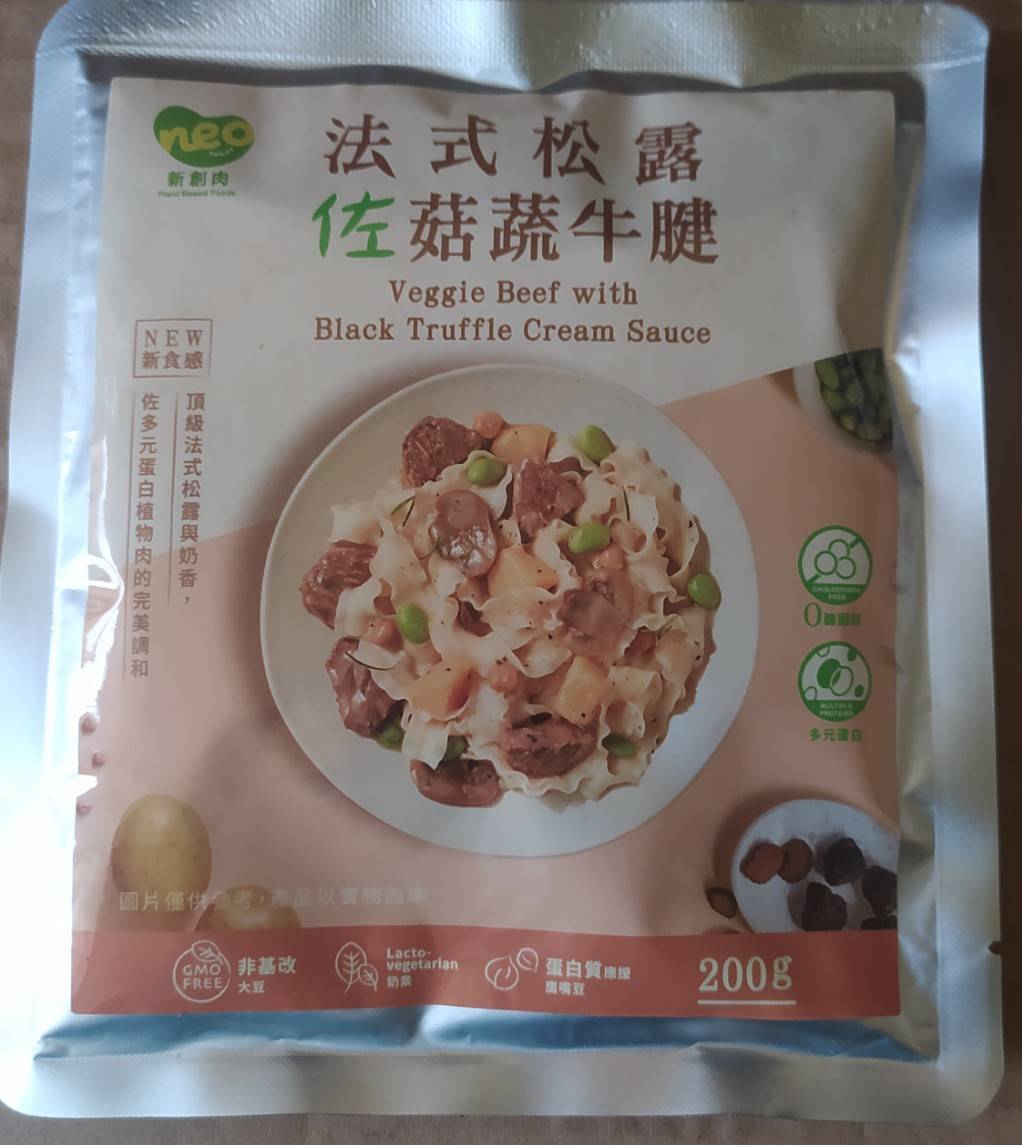 neo
新創肉
Plant Based Foods
法式松露
佐菇蔬牛腱
Veggie Beef with
Black Truffle Cream Sauce
NEW
新食感
頂級法式松露與奶香，
佐多元蛋白植物肉的完美調和
CHOLESTEROL
FREE
0膽固醇
MULTIPLE
PROTEINS
多元蛋白
圖片僅供參考，產品以實物為準
GMO
FREE
非基改
大豆
Lacto-
vegetarian
奶素
蛋白質應援
鷹嘴豆
200g